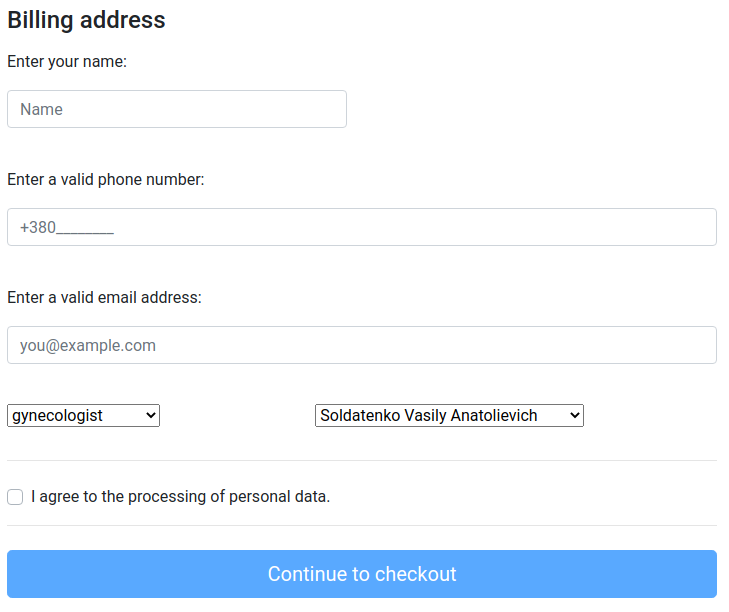 Billing address
Enter your name:
Name
Enter a valid phone number:
+380________
Enter a valid email address:
you@example.com
gynecologist Soldatenko Vasily Anatolievich
I agree to the processing of personal data.
Continue to checkout